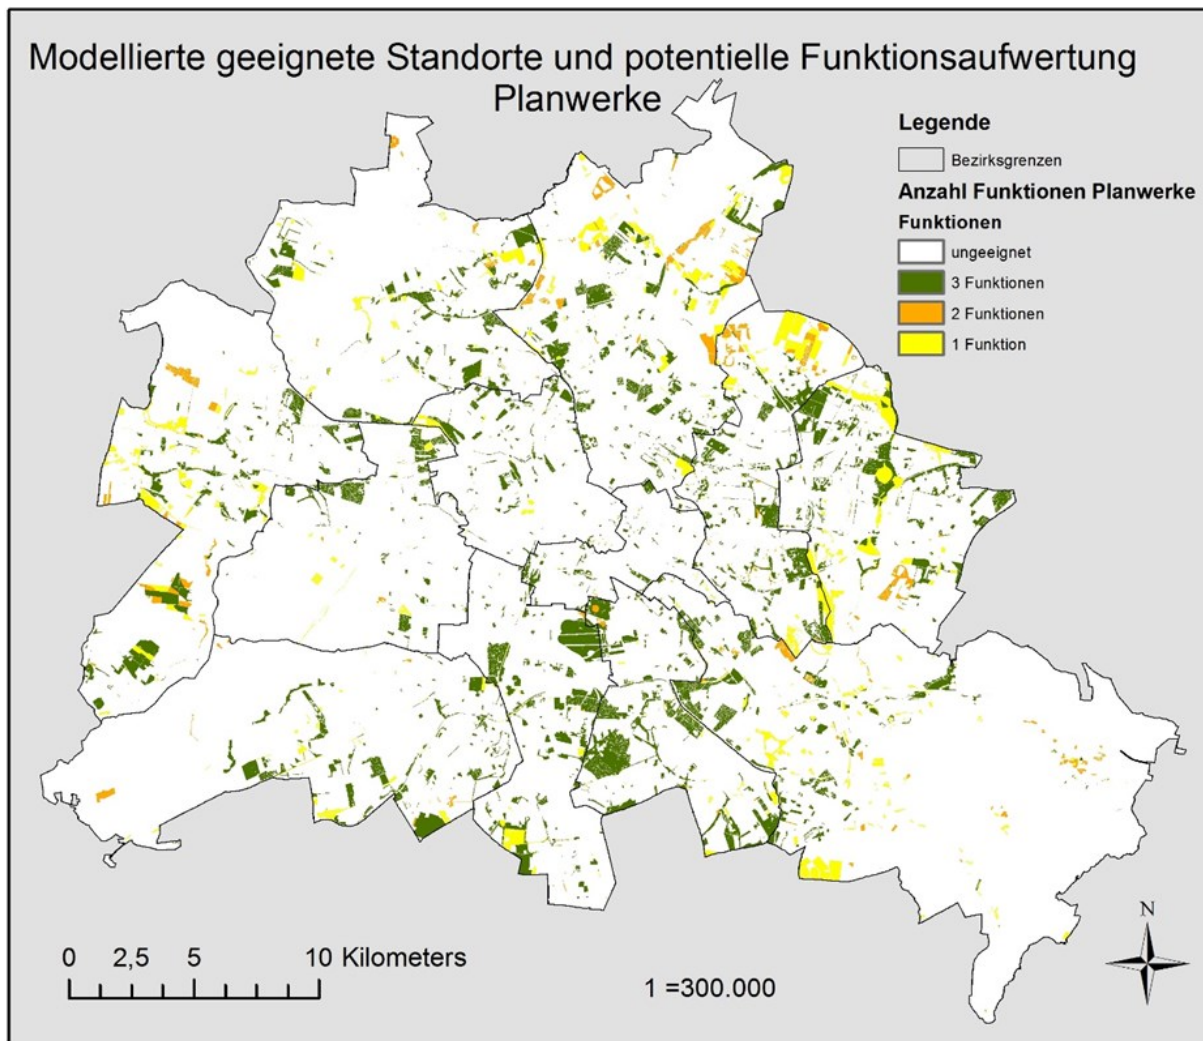 Modellierte geeignete Standorte und potentielle Funktionsaufwertung
Planwerke
Legende
Bezirksgrenzen
Anzahl Funktionen Planwerke
Funktionen
ungeeignet
3 Funktionen
2 Funktionen
1 Funktion
0 2,5 5 10 Kilometers
1 =300.000
N